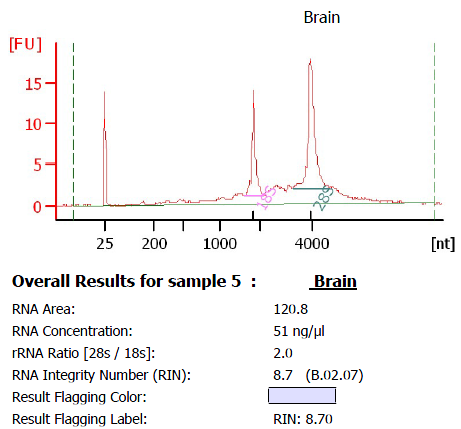 Brain
[FU]
15
10
5
0
18S
28S
25 200 1000 4000 [nt]
Overall Results for sample 5 : Brain
RNA Area: 120.8
RNA Concentration: 51 ng/µl
rRNA Ratio [28s / 18s]: 2.0
RNA Integrity Number (RIN): 8.7 (B.02.07)
Result Flagging Color:
Result Flagging Label: RIN: 8.70